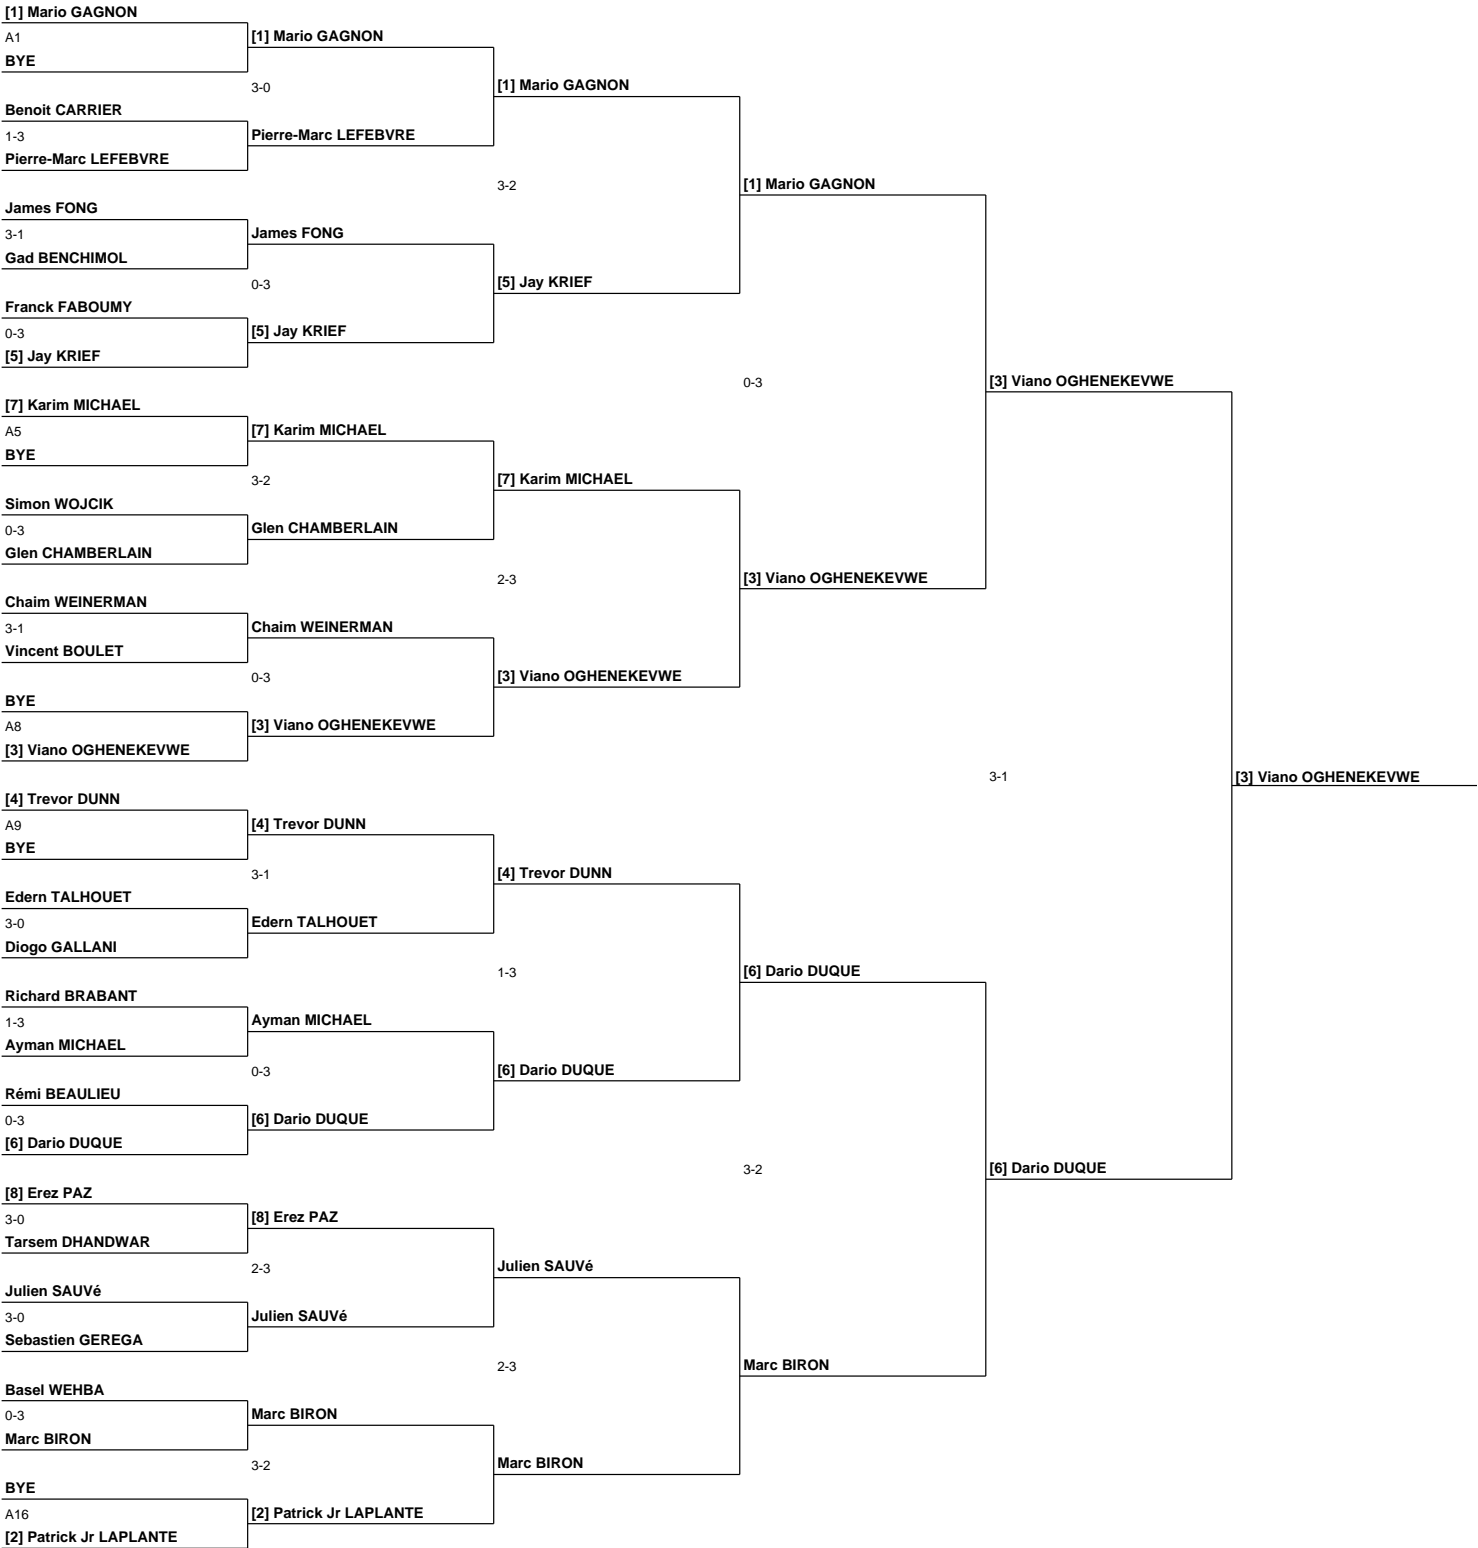 [1] Mario GAGNON
A1
BYE
Benoit CARRIER
1-3
Pierre-Marc LEFEBVRE
James FONG
3-1
Gad BENCHIMOL
Franck FABOUMY
0-3
[5] Jay KRIEF
[7] Karim MICHAEL
A5
BYE
Simon WOJCIK
0-3
Glen CHAMBERLAIN
Chaim WEINERMAN
3-1
Vincent BOULET
BYE
A8
[3] Viano OGHENEKEVWE
[4] Trevor DUNN
A9
BYE
Edern TALHOUET
3-0
Diogo GALLANI
Richard BRABANT
1-3
Ayman MICHAEL
Rémi BEAULIEU
0-3
[6] Dario DUQUE
[8] Erez PAZ
3-0
Tarsem DHANDWAR
Julien SAUVé
3-0
Sebastien GEREGA
Basel WEHBA
0-3
Marc BIRON
BYE
A16
[2] Patrick Jr LAPLANTE
[1] Mario GAGNON
3-0
Pierre-Marc LEFEBVRE
James FONG
0-3
[5] Jay KRIEF
[7] Karim MICHAEL
3-2
Glen CHAMBERLAIN
Chaim WEINERMAN
0-3
[3] Viano OGHENEKEVWE
[4] Trevor DUNN
3-1
Edern TALHOUET
Ayman MICHAEL
0-3
[6] Dario DUQUE
[8] Erez PAZ
2-3
Julien SAUVé
Marc BIRON
3-2
[2] Patrick Jr LAPLANTE
[1] Mario GAGNON
3-2
[5] Jay KRIEF
[7] Karim MICHAEL
2-3
[3] Viano OGHENEKEVWE
[4] Trevor DUNN
1-3
[6] Dario DUQUE
Julien SAUVé
2-3
Marc BIRON
[1] Mario GAGNON
0-3
[3] Viano OGHENEKEVWE
[6] Dario DUQUE
3-2
Marc BIRON
[3] Viano OGHENEKEVWE
3-1
[6] Dario DUQUE
[3] Viano OGHENEKEVWE